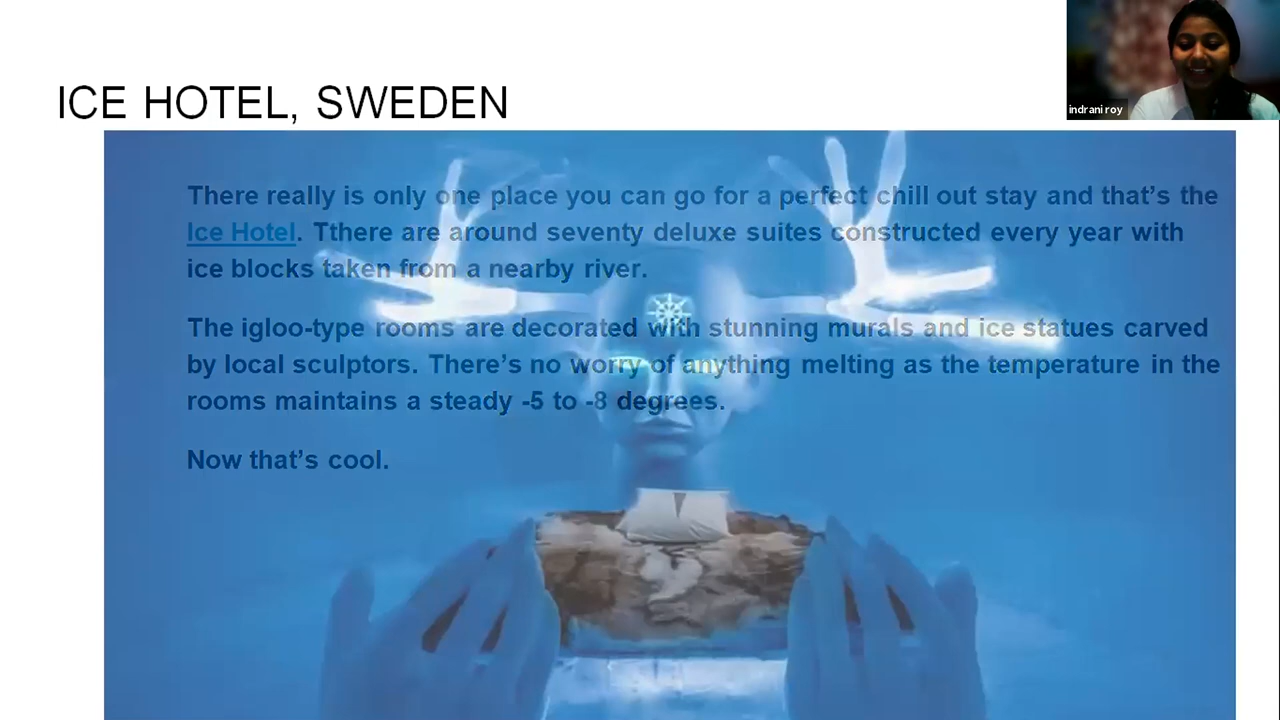 ICE HOTEL, SWEDEN
indrani roy
There really is only one place you can go for a perfect chill out stay and that’s the
Ice Hotel. Tthere are around seventy deluxe suites constructed every year with
ice blocks taken from a nearby river.
The igloo-type rooms are decorated with stunning murals and ice statues carved
by local sculptors. There’s no worry of anything melting as the temperature in the
rooms maintains a steady -5 to -8 degrees.
Now that’s cool.